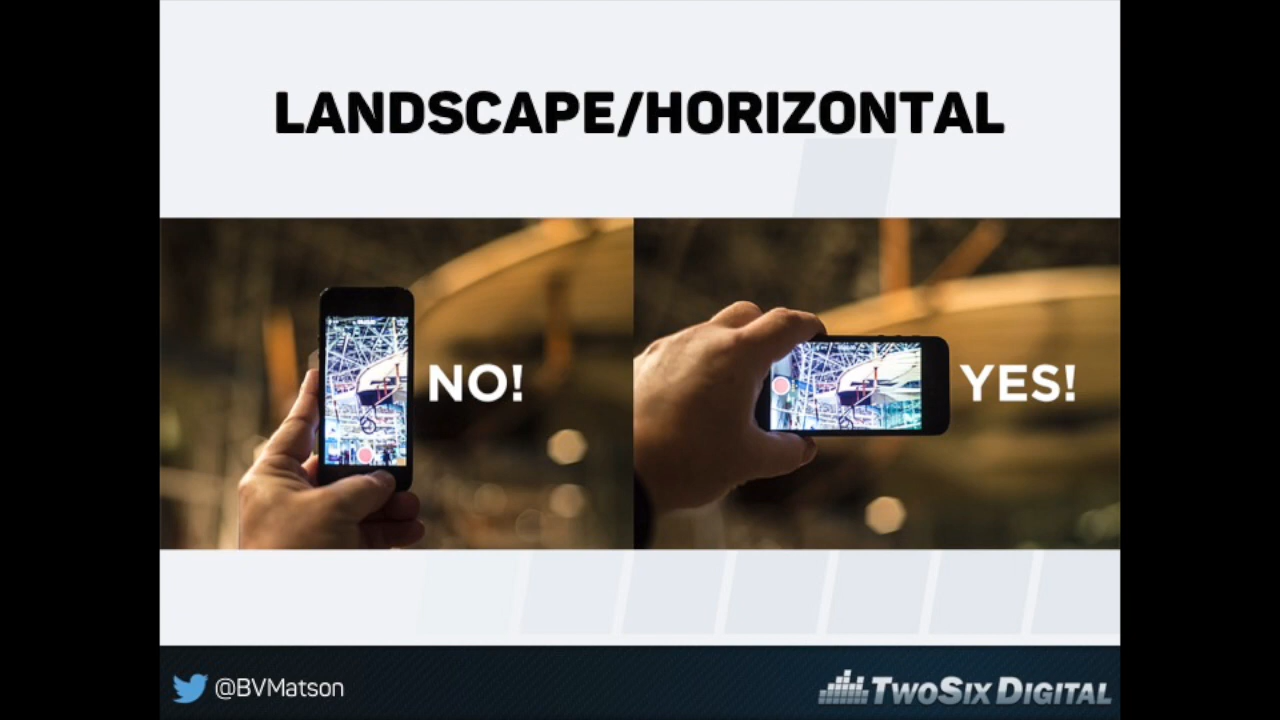 LANDSCAPE/HORIZONTAL
NO!
YES!
@BVMatson
TWOSIX DIGITAL